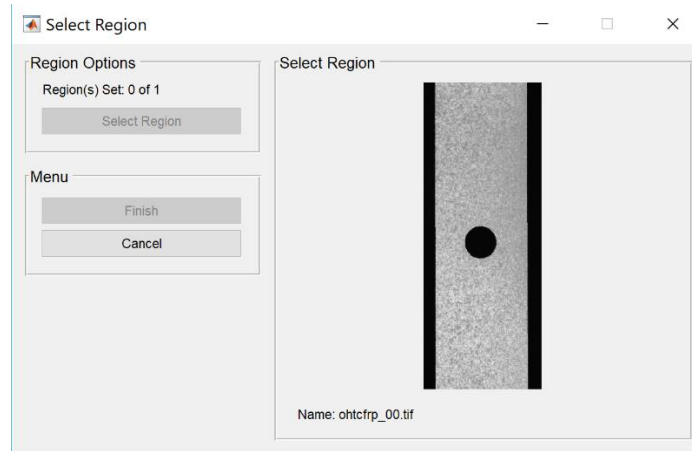 Select Region
Region Options
Region(s) Set: 0 of 1
Select Region
Menu
Finish
Cancel
Select Region
Name: ohtcfrp_00.tif